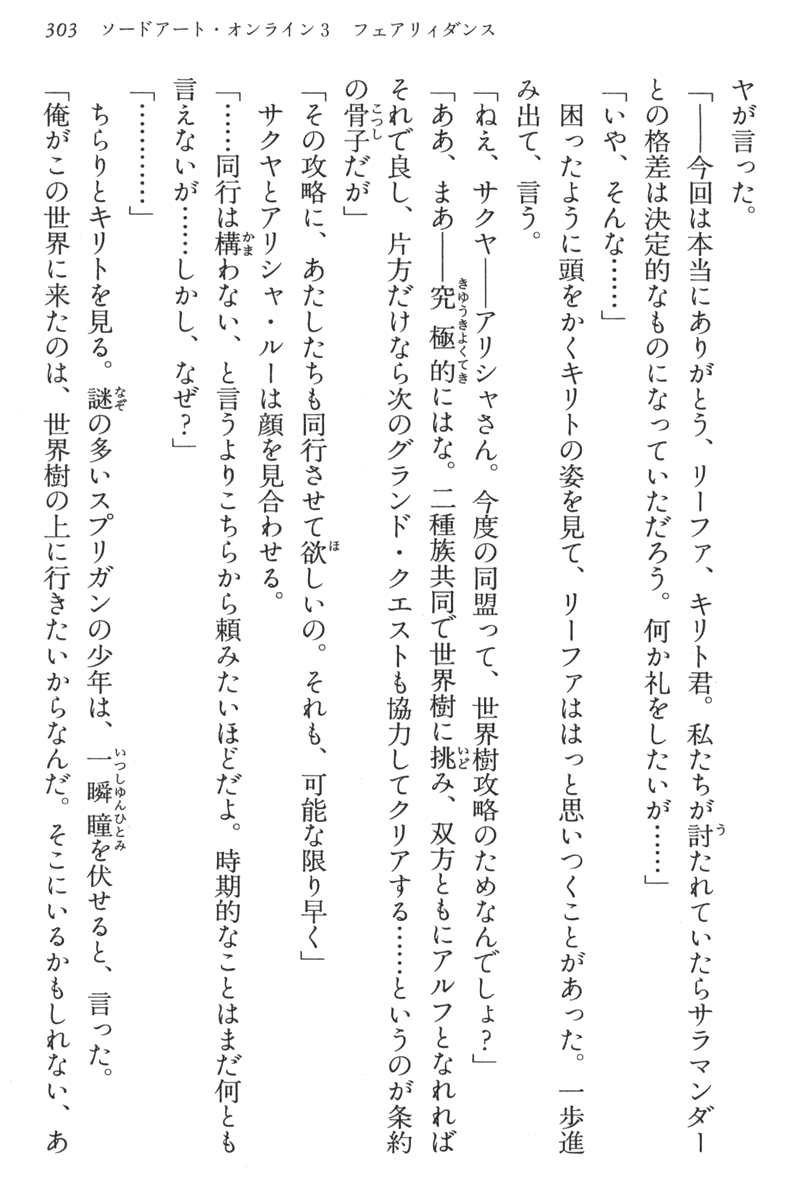 303 ソードアート・オンライン3 フェアリィダンス
ヤが言った。
「――今回は本当にありがとう、リーファ、キリト君。私たちが討たれていたらサラマンダー
との格差は決定的なものになっていただろう。何か礼をしたいが……」
「いや、そんな……」
困ったように頭をかくキリトの姿を見て、リーファははっと思いつくことがあった。一歩進
み出て、言う。
「ねえ、サクヤ――アリシャさん。今度の同盟って、世界樹攻略のためなんでしょ?」
「ああ、まあ――究極的にはな。二種族共同で世界樹に挑み、双方ともにアルフとなれれば
それで良し、片方だけなら次のグランド・クエストも協力してクリアする……というのが条約
の骨子だが」
「その攻略に、あたしたちも同行させて欲しいの。それも、可能な限り早く」
サクヤとアリシャ・ルーは顔を見合わせる。
「……同行は構わない、と言うよりこちらから頼みたいほどだよ。時期的なことはまだ何とも
言えないが……しかし、なぜ?」
「…………」
ちらりとキリトを見る。謎の多いスプリガンの少年は、一瞬瞳を伏せると、言った。
「俺がこの世界に来たのは、世界樹の上に行きたいからなんだ。そこにいるかもしれない、あ